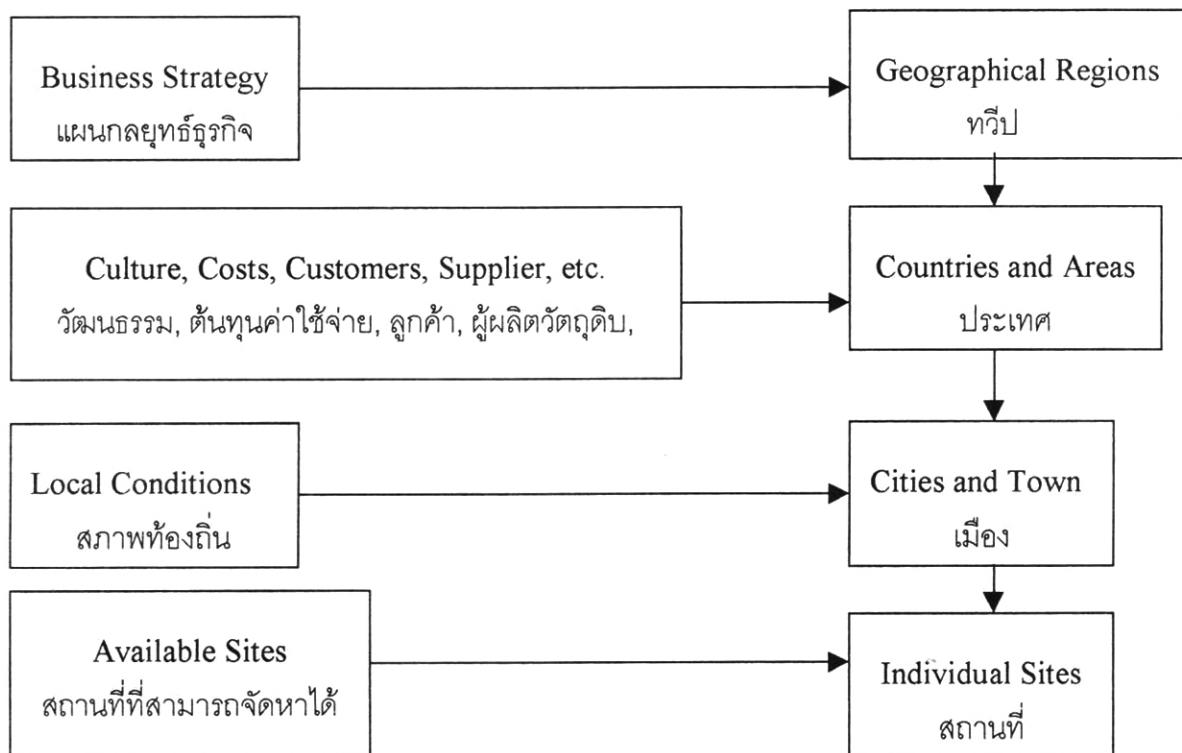 Business Strategy
แผนกลยุทธ์ธุรกิจ
Geographical Regions
ทวีป
Culture, Costs, Customers, Supplier, etc.
วัฒนธรรม, ต้นทุนค่าใช้จ่าย, ลูกค้า, ผู้ผลิตวัตถุดิบ,
Countries and Areas
ประเทศ
Local Conditions
สภาพท้องถิ่น
Cities and Town
เมือง
Available Sites
สถานที่ที่สามารถจัดหาได้
Individual Sites
สถานที่